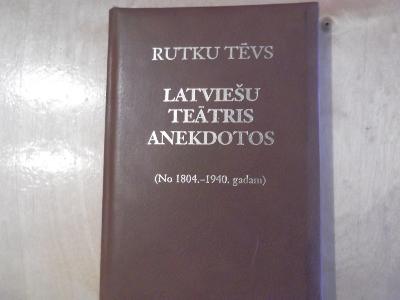 RUTKU TĒVS
LATVIEŠU
TEĀTRIS
ANEKDOTOS
(No 1804.–1940. gadam)